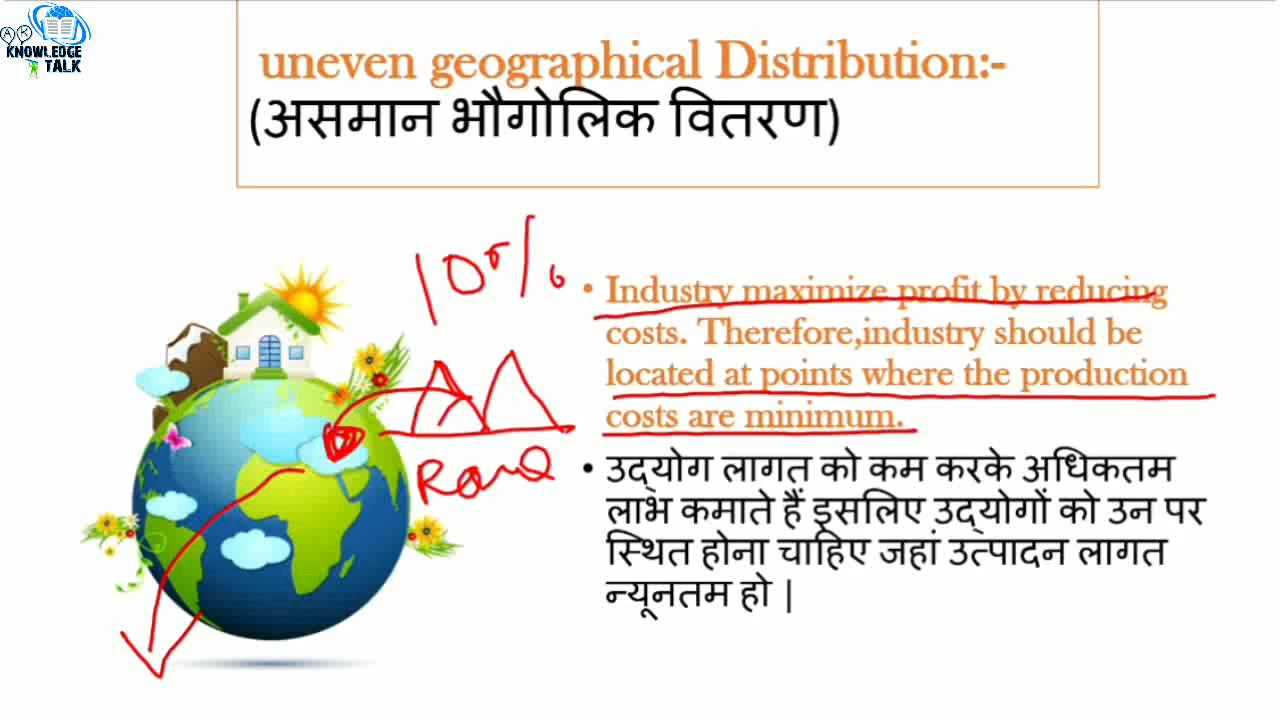 AK
KNOWLEDGE
TALK
uneven geographical Distribution:-
(असमान भौगोलिक वितरण)
• Industry maximize profit by reducing
costs. Therefore,industry should be
located at points where the production
costs are minimum.
• उद्योग लागत को कम करके अधिकतम
लाभ कमाते हैं इसलिए उद्योगों को उन पर
स्थित होना चाहिए जहां उत्पादन लागत
न्यूनतम हो |